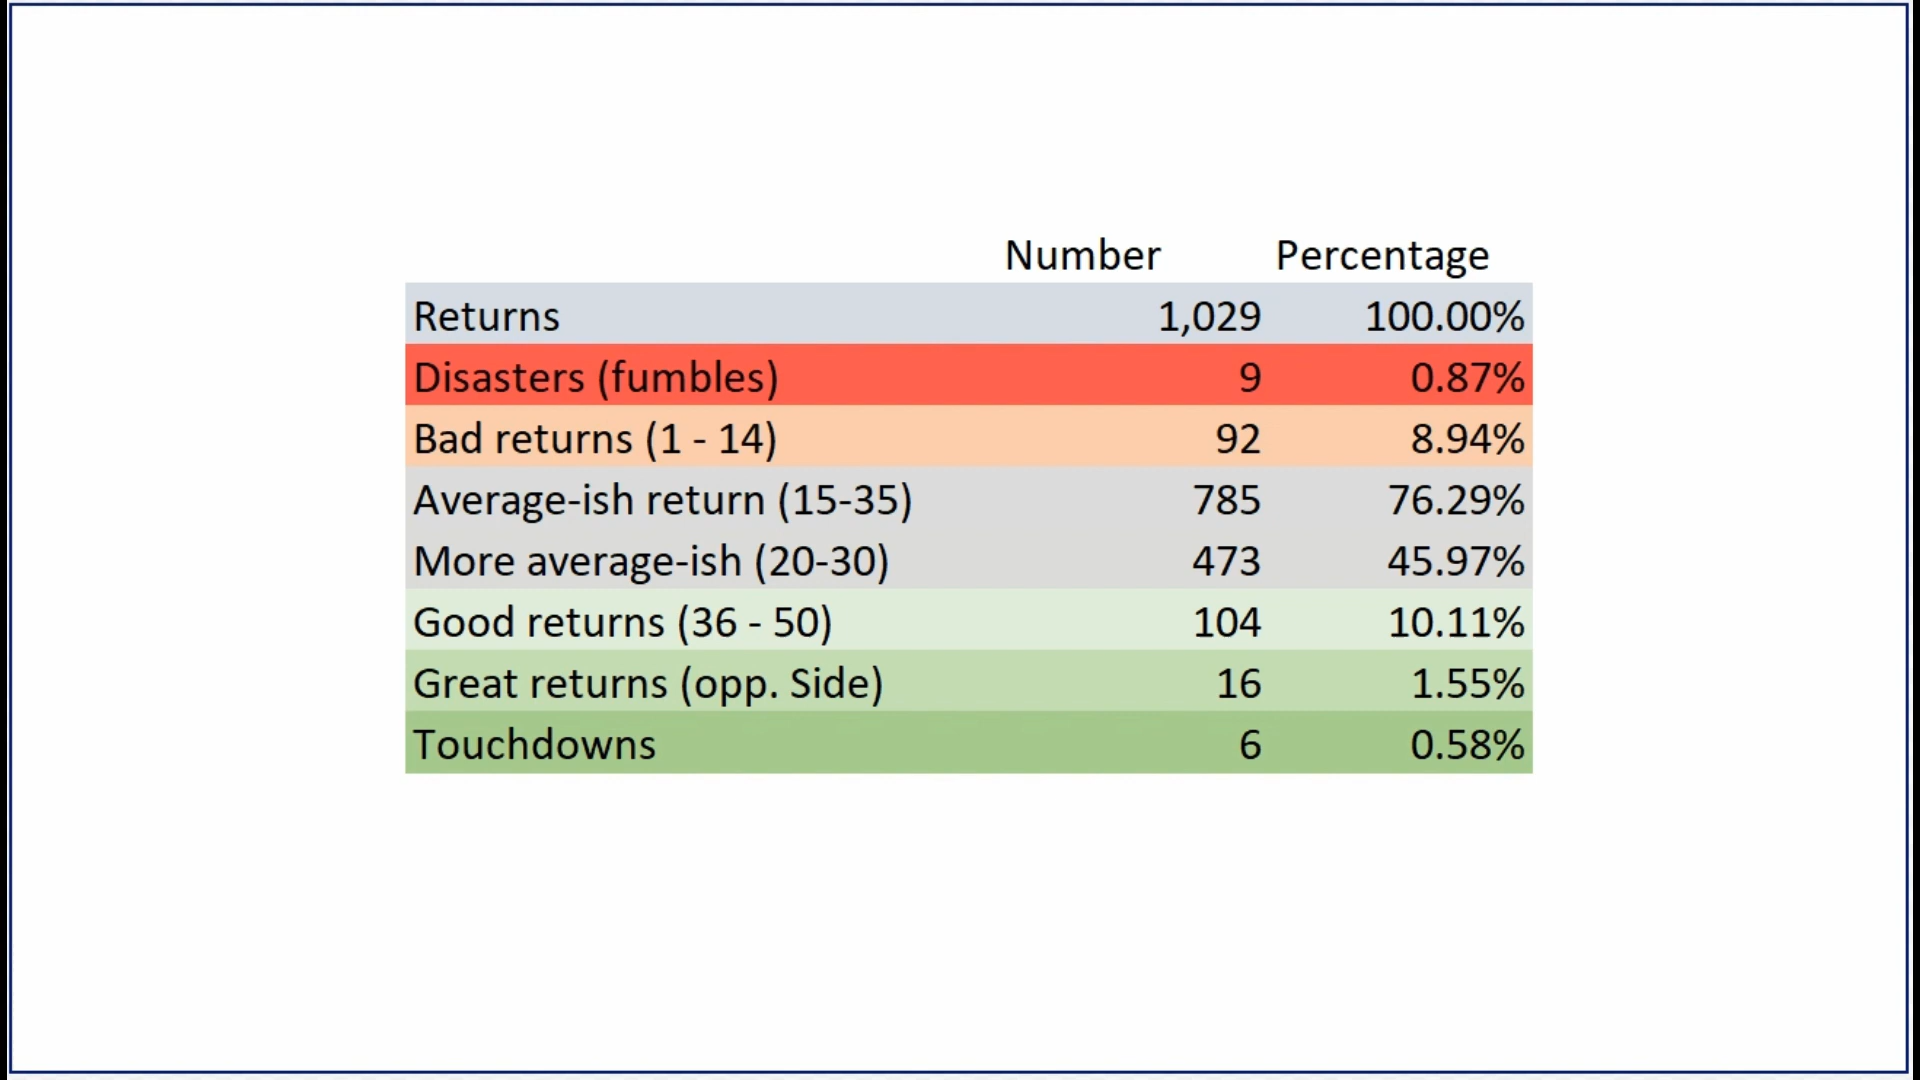 Number Percentage
Returns 1,029 100.00%
Disasters (fumbles) 9 0.87%
Bad returns (1 - 14) 92 8.94%
Average-ish return (15-35) 785 76.29%
More average-ish (20-30) 473 45.97%
Good returns (36 - 50) 104 10.11%
Great returns (opp. Side) 16 1.55%
Touchdowns 6 0.58%